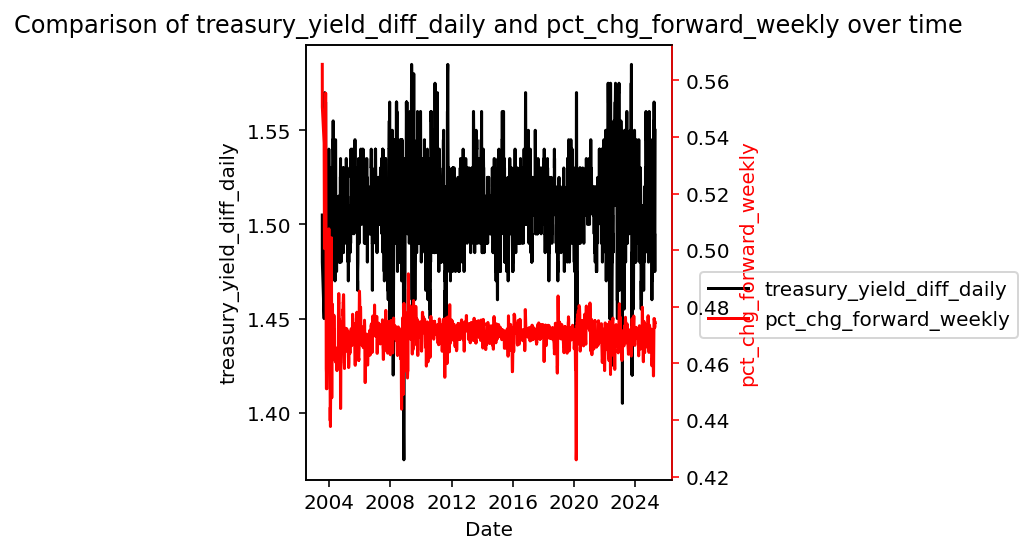 Comparison of treasury_yield_diff_daily and pct_chg_forward_weekly over time
treasury_yield_diff_daily
1.55
1.50
1.45
1.40
0.56
0.54
0.52
0.50
0.48
0.46
0.44
0.42
pct_chg_forward_weekly
treasury_yield_diff_daily
pct_chg_forward_weekly
2004 2008 2012 2016 2020 2024
Date